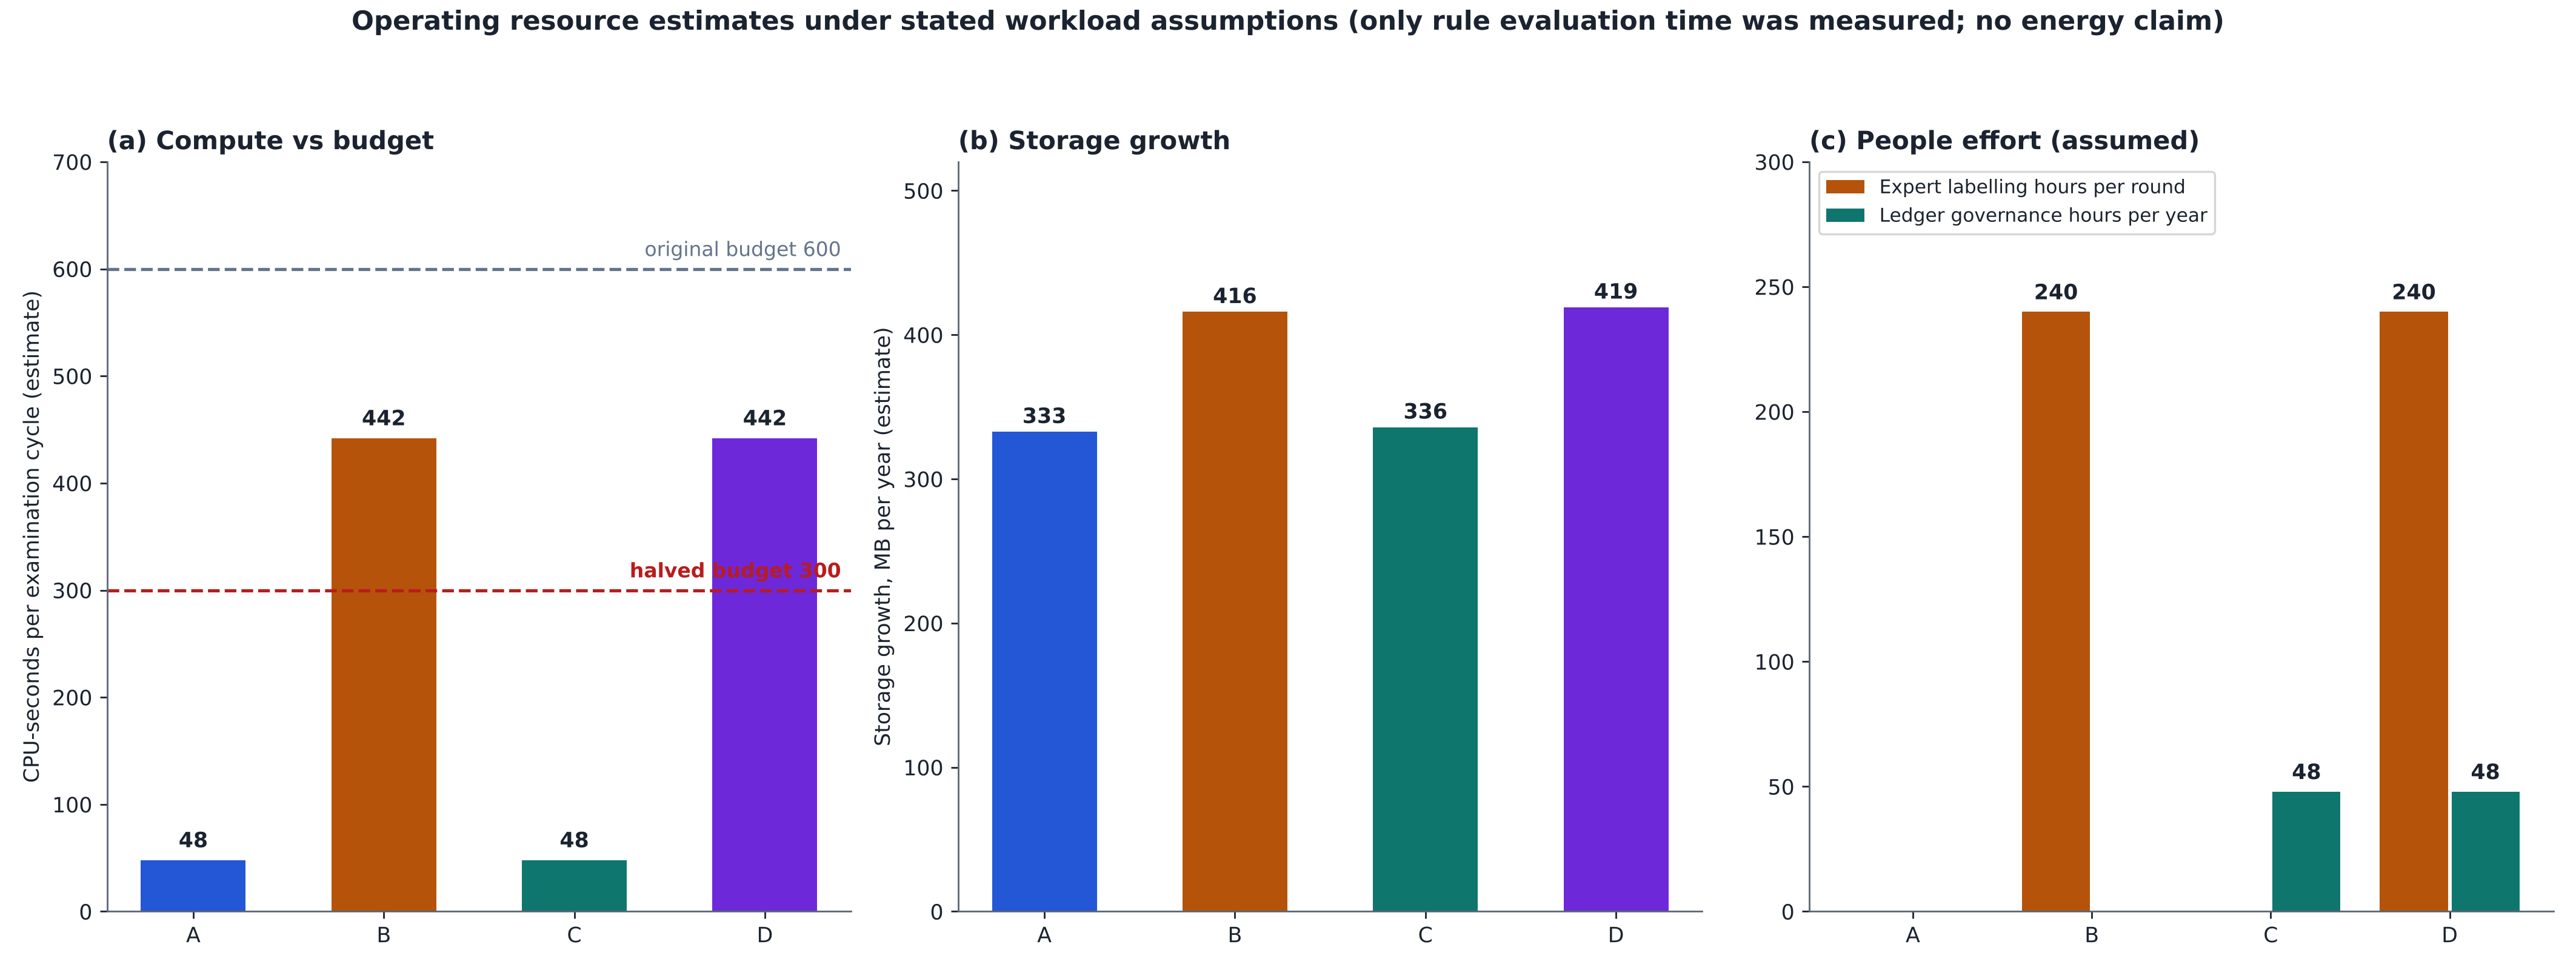 Operating resource estimates under stated workload assumptions (only rule evaluation time was measured; no energy claim)
(a) Compute vs budget
CPU-seconds per examination cycle (estimate)
700
600
500
400
300
200
100
0
original budget 600
halved budget 300
48
442
48
442
A
B
C
D
(b) Storage growth
Storage growth, MB per year (estimate)
500
400
300
200
100
0
333
416
336
419
A
B
C
D
(c) People effort (assumed)
300
250
200
150
100
50
0
Expert labelling hours per round
Ledger governance hours per year
240
48
240
48
A
B
C
D